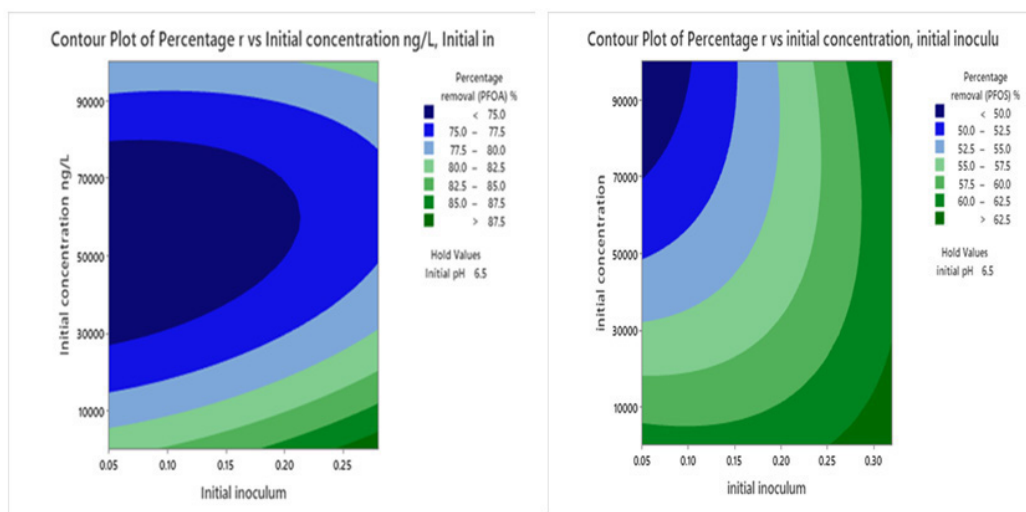 Contour Plot of Percentage r vs Initial concentration ng/L, Initial in
Percentage
removal (PFOA) %
< 75.0
75.0 – 77.5
77.5 – 80.0
80.0 – 82.5
82.5 – 85.0
85.0 – 87.5
> 87.5
Hold Values
Initial pH 6.5
Initial concentration ng/L
90000
70000
50000
30000
10000
0.05 0.10 0.15 0.20 0.25
Initial inoculum
Contour Plot of Percentage r vs initial concentration, initial inoculu
Percentage
removal (PFOS) %
< 50.0
50.0 – 52.5
52.5 – 55.0
55.0 – 57.5
57.5 – 60.0
60.0 – 62.5
> 62.5
Hold Values
initial pH 6.5
initial concentration
90000
70000
50000
30000
10000
0.05 0.10 0.15 0.20 0.25 0.30
initial inoculum